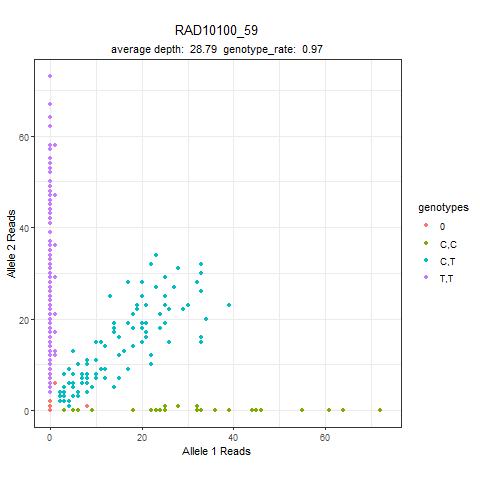 RAD10100_59
average depth:  28.79  genotype_rate:  0.97
Allele 2 Reads
60
40
20
0
0
20
40
60
Allele 1 Reads
genotypes
0
C,C
C,T
T,T